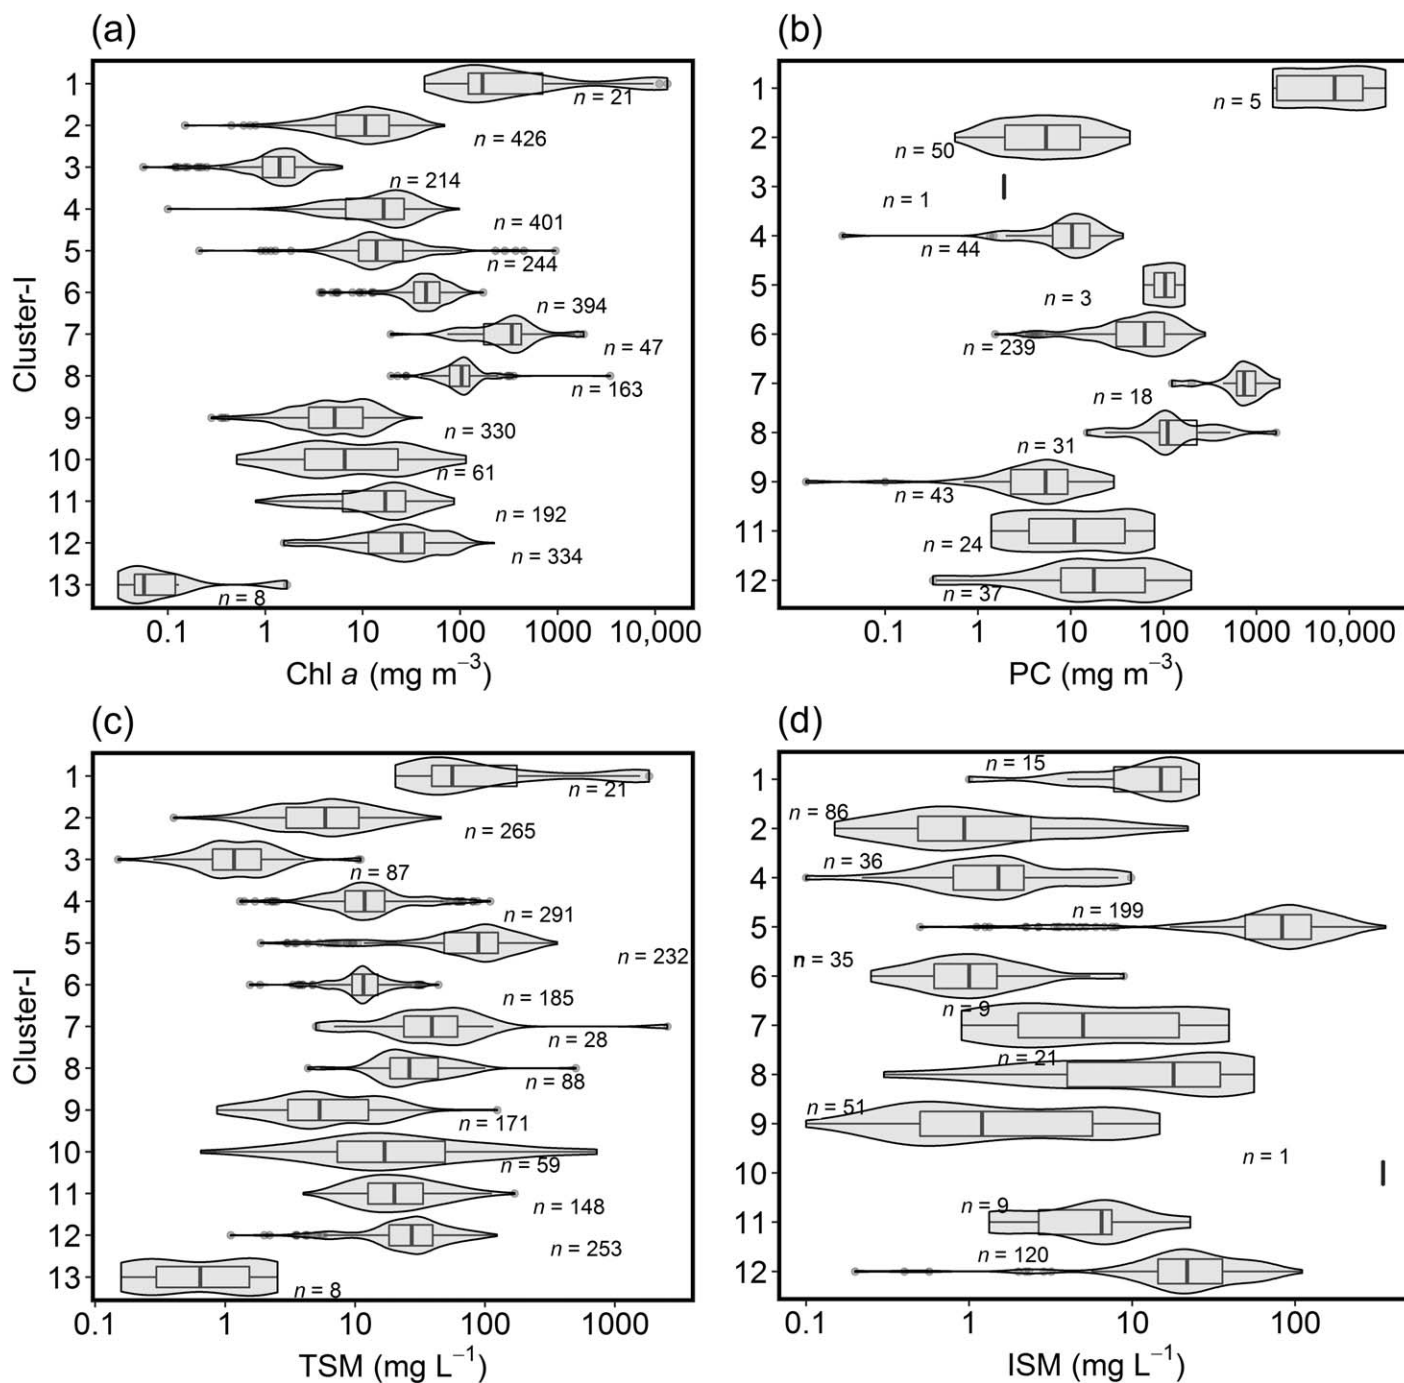 (a)
Cluster-I
1
2
3
4
5
6
7
8
9
10
11
12
13
n = 21
n = 426
n = 214
n = 401
n = 244
n = 394
n = 47
n = 163
n = 330
n = 61
n = 192
n = 334
n = 8
0.1 1 10 100 1000 10,000
Chl a (mg m⁻³)
(b)
1
2
3
4
5
6
7
8
9
11
12
n = 5
n = 50
n = 1
n = 44
n = 3
n = 239
n = 18
n = 31
n = 43
n = 24
n = 37
0.1 1 10 100 1000 10,000
PC (mg m⁻³)
(c)
Cluster-I
1
2
3
4
5
6
7
8
9
10
11
12
13
n = 21
n = 265
n = 87
n = 291
n = 232
n = 185
n = 28
n = 88
n = 171
n = 59
n = 148
n = 253
n = 8
0.1 1 10 100 1000
TSM (mg L⁻¹)
(d)
1
2
4
5
6
7
8
9
10
11
12
n = 15
n = 86
n = 36
n = 199
n = 35
n = 9
n = 21
n = 51
n = 1
n = 9
n = 120
0.1 1 10 100
ISM (mg L⁻¹)